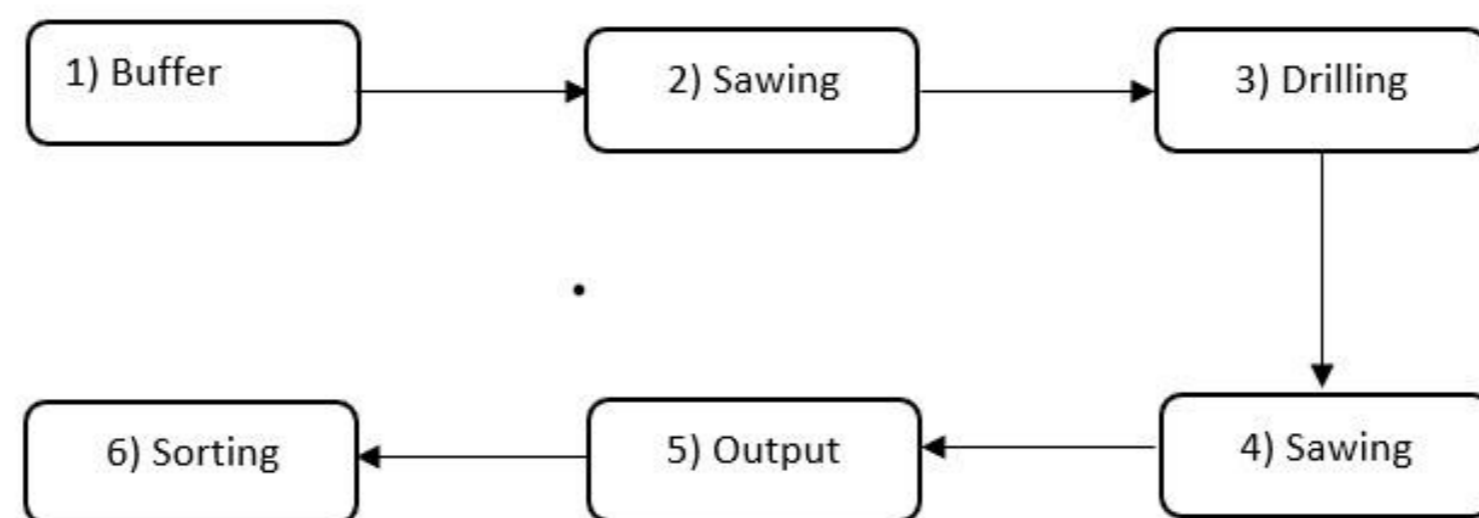 1) Buffer
2) Sawing
3) Drilling
4) Sawing
5) Output
6) Sorting